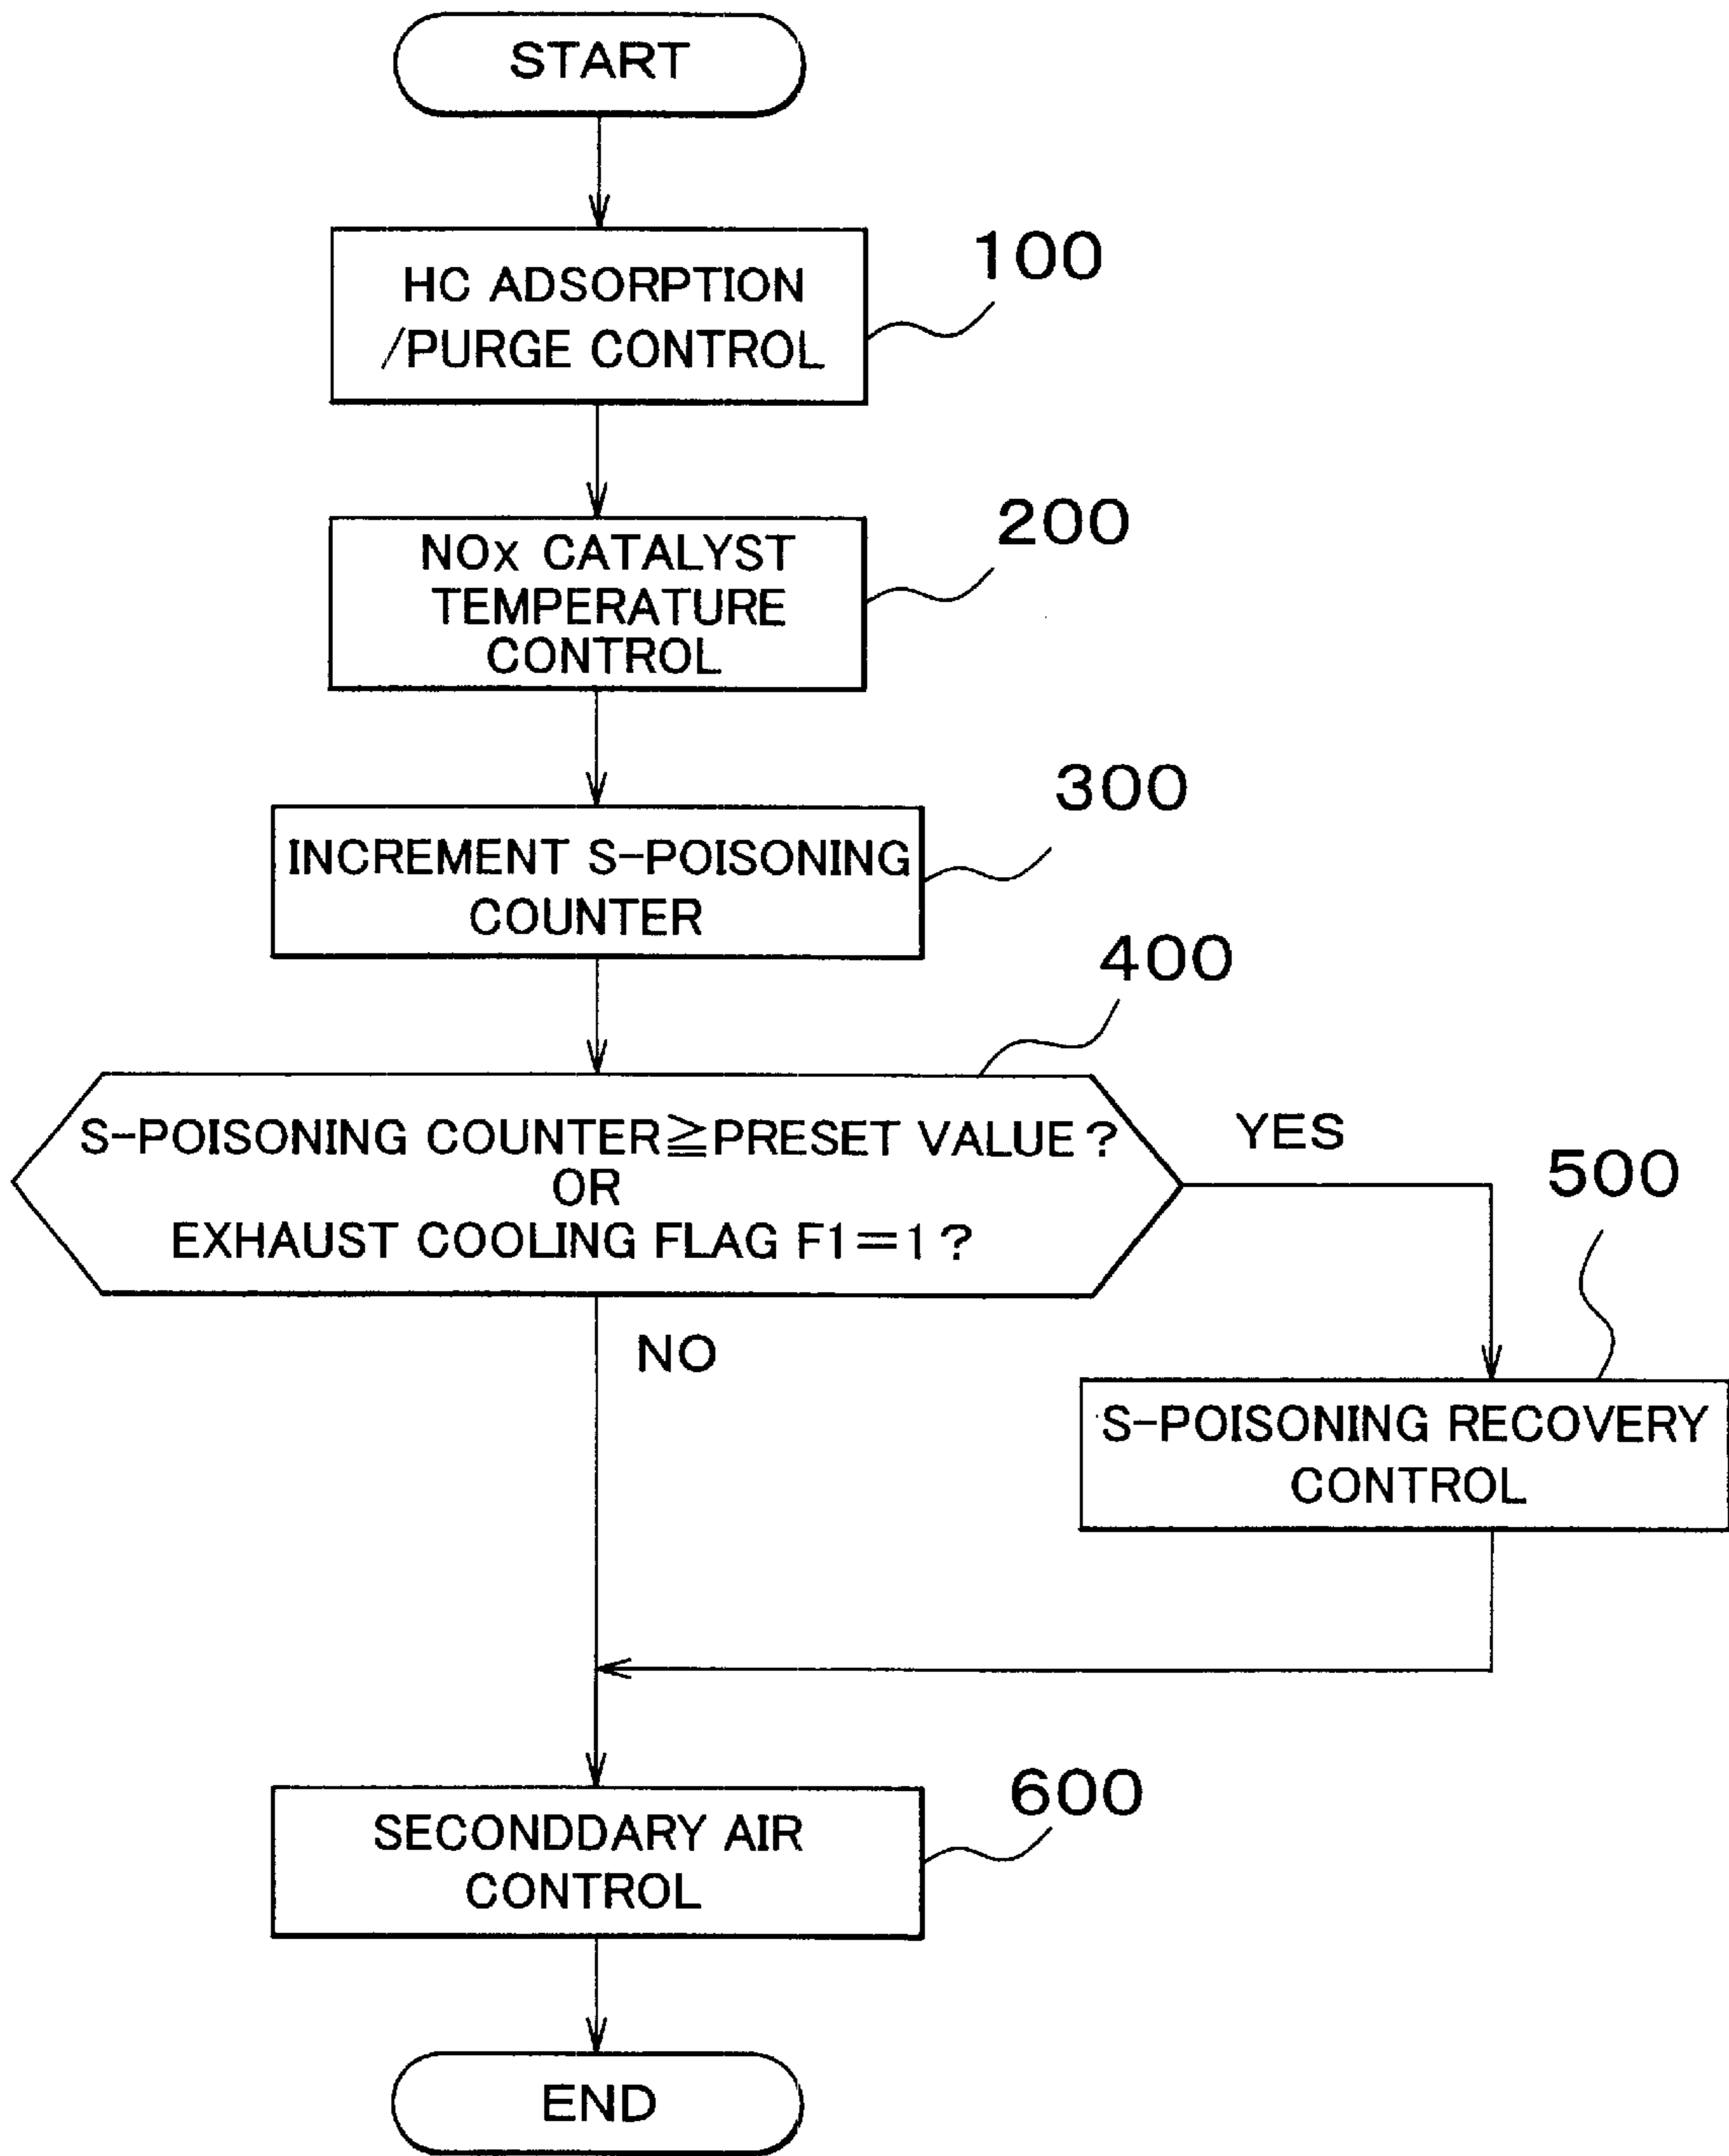 START
HC ADSORPTION
/PURGE CONTROL
100
NOx CATALYST
TEMPERATURE
CONTROL
200
INCREMENT S-POISONING
COUNTER
300
400
S-POISONING COUNTER≧PRESET VALUE?
OR
EXHAUST COOLING FLAG F1=1?
YES
NO
500
S-POISONING RECOVERY
CONTROL
SECONDDARY AIR
CONTROL
600
END